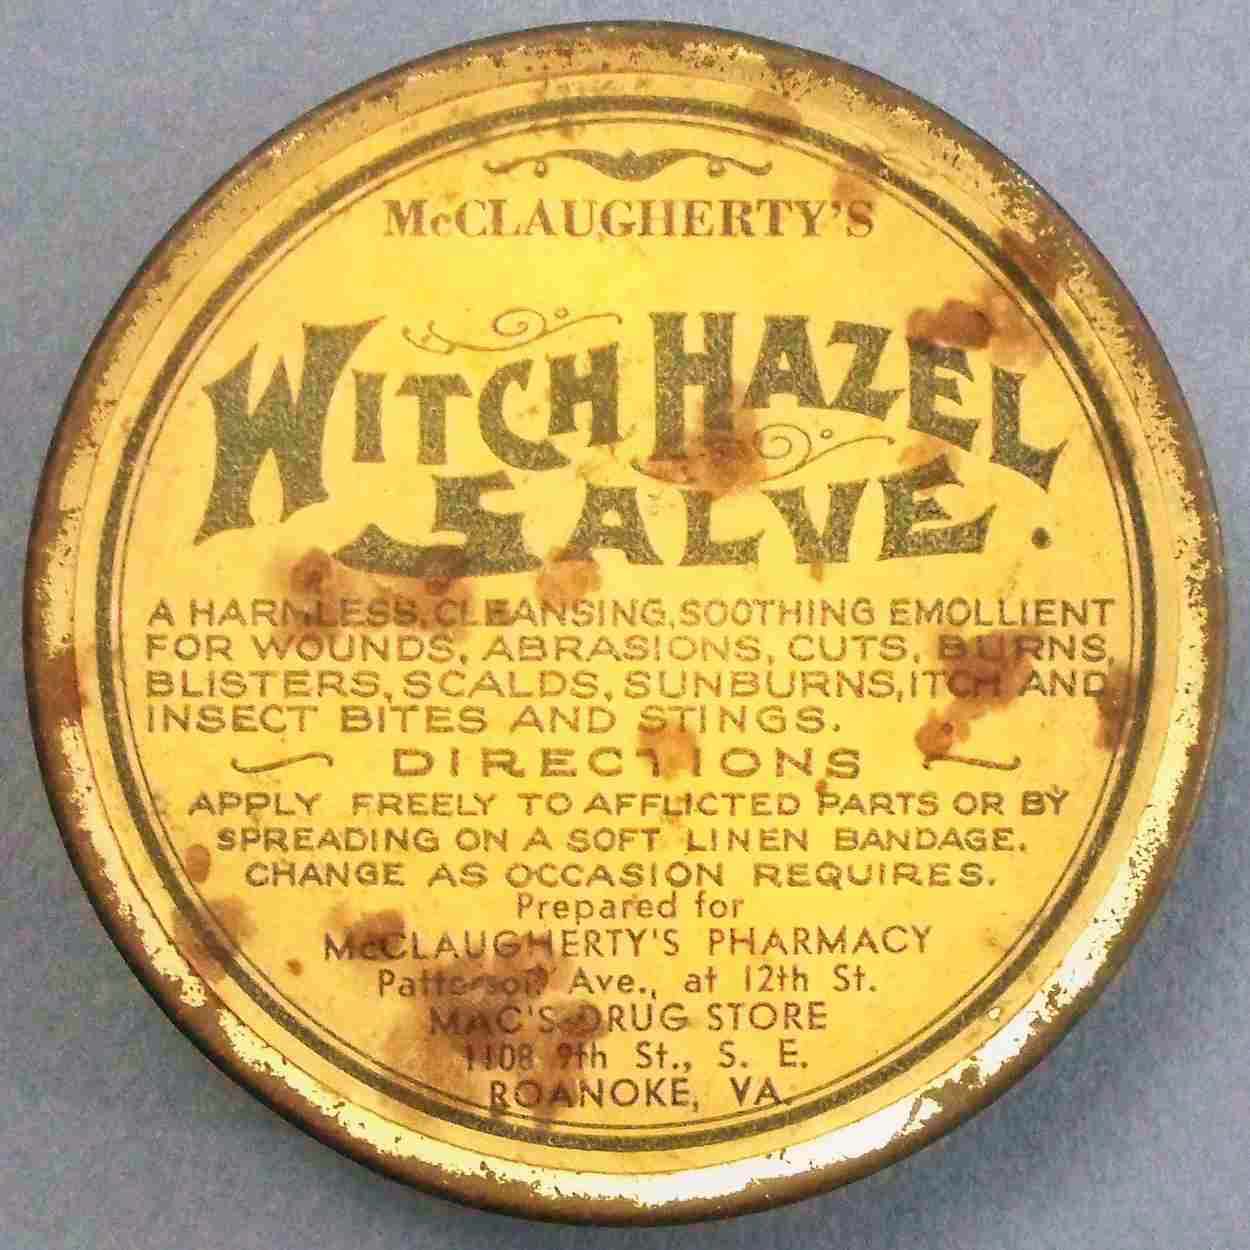 McCLAUGHERTY'S
WITCH HAZEL
SALVE.
A HARMLESS, CLEANSING, SOOTHING EMOLLIENT
FOR WOUNDS, ABRASIONS, CUTS, BURNS,
BLISTERS, SCALDS, SUNBURNS, ITCH AND
INSECT BITES AND STINGS.
DIRECTIONS
APPLY FREELY TO AFFLICTED PARTS OR BY
SPREADING ON A SOFT LINEN BANDAGE.
CHANGE AS OCCASION REQUIRES.
Prepared for
McCLAUGHERTY'S PHARMACY
Patterson Ave., at 12th St.
MAC'S DRUG STORE
1108 9th St., S. E.
ROANOKE, VA.